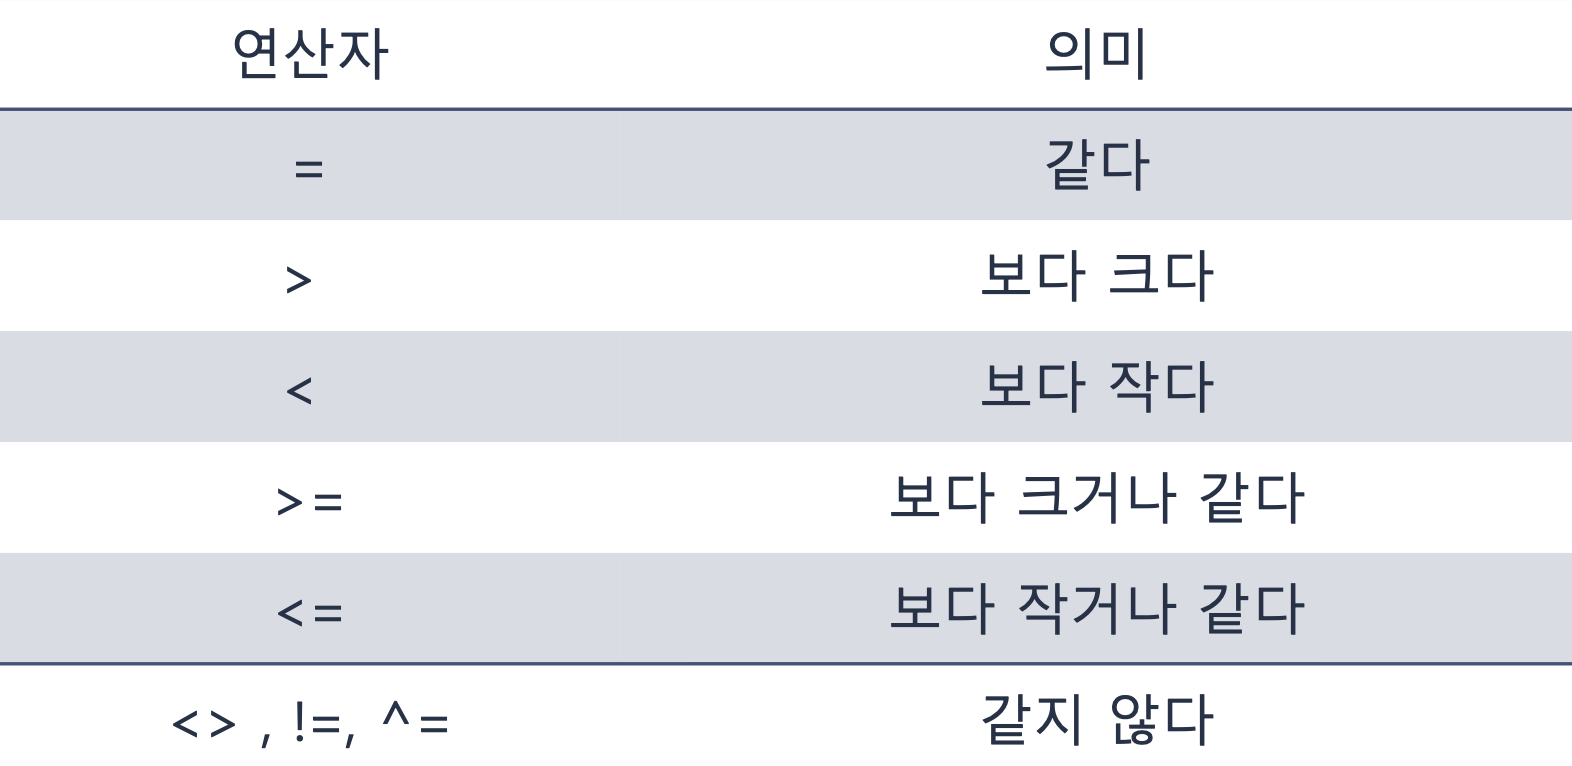 연산자 의미
= 같다
> 보다 크다
< 보다 작다
>= 보다 크거나 같다
<= 보다 작거나 같다
<> , !=, ^= 같지 않다